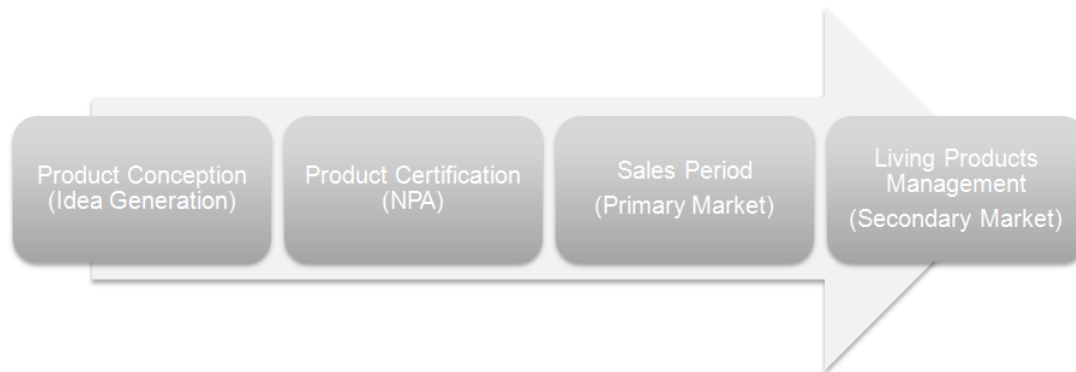 Product Conception
(Idea Generation)
Product Certification
(NPA)
Sales Period
(Primary Market)
Living Products
Management
(Secondary Market)